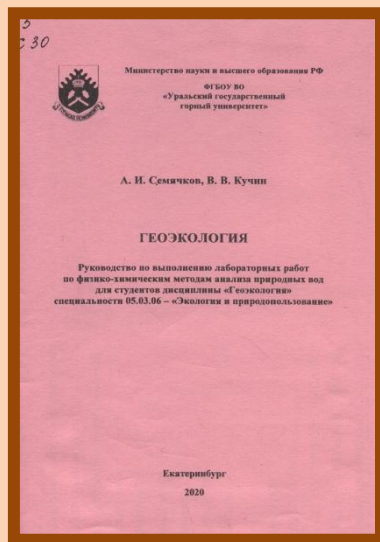 5
С 30
Министерство науки и высшего образования РФ
ФГБОУ ВО
«Уральский государственный
горный университет»
А. И. Семячков, В. В. Кучин
ГЕОЭКОЛОГИЯ
Руководство по выполнению лабораторных работ
по физико-химическим методам анализа природных вод
для студентов дисциплины «Геоэкология»
специальности 05.03.06 – «Экология и природопользование»
Екатеринбург
2020